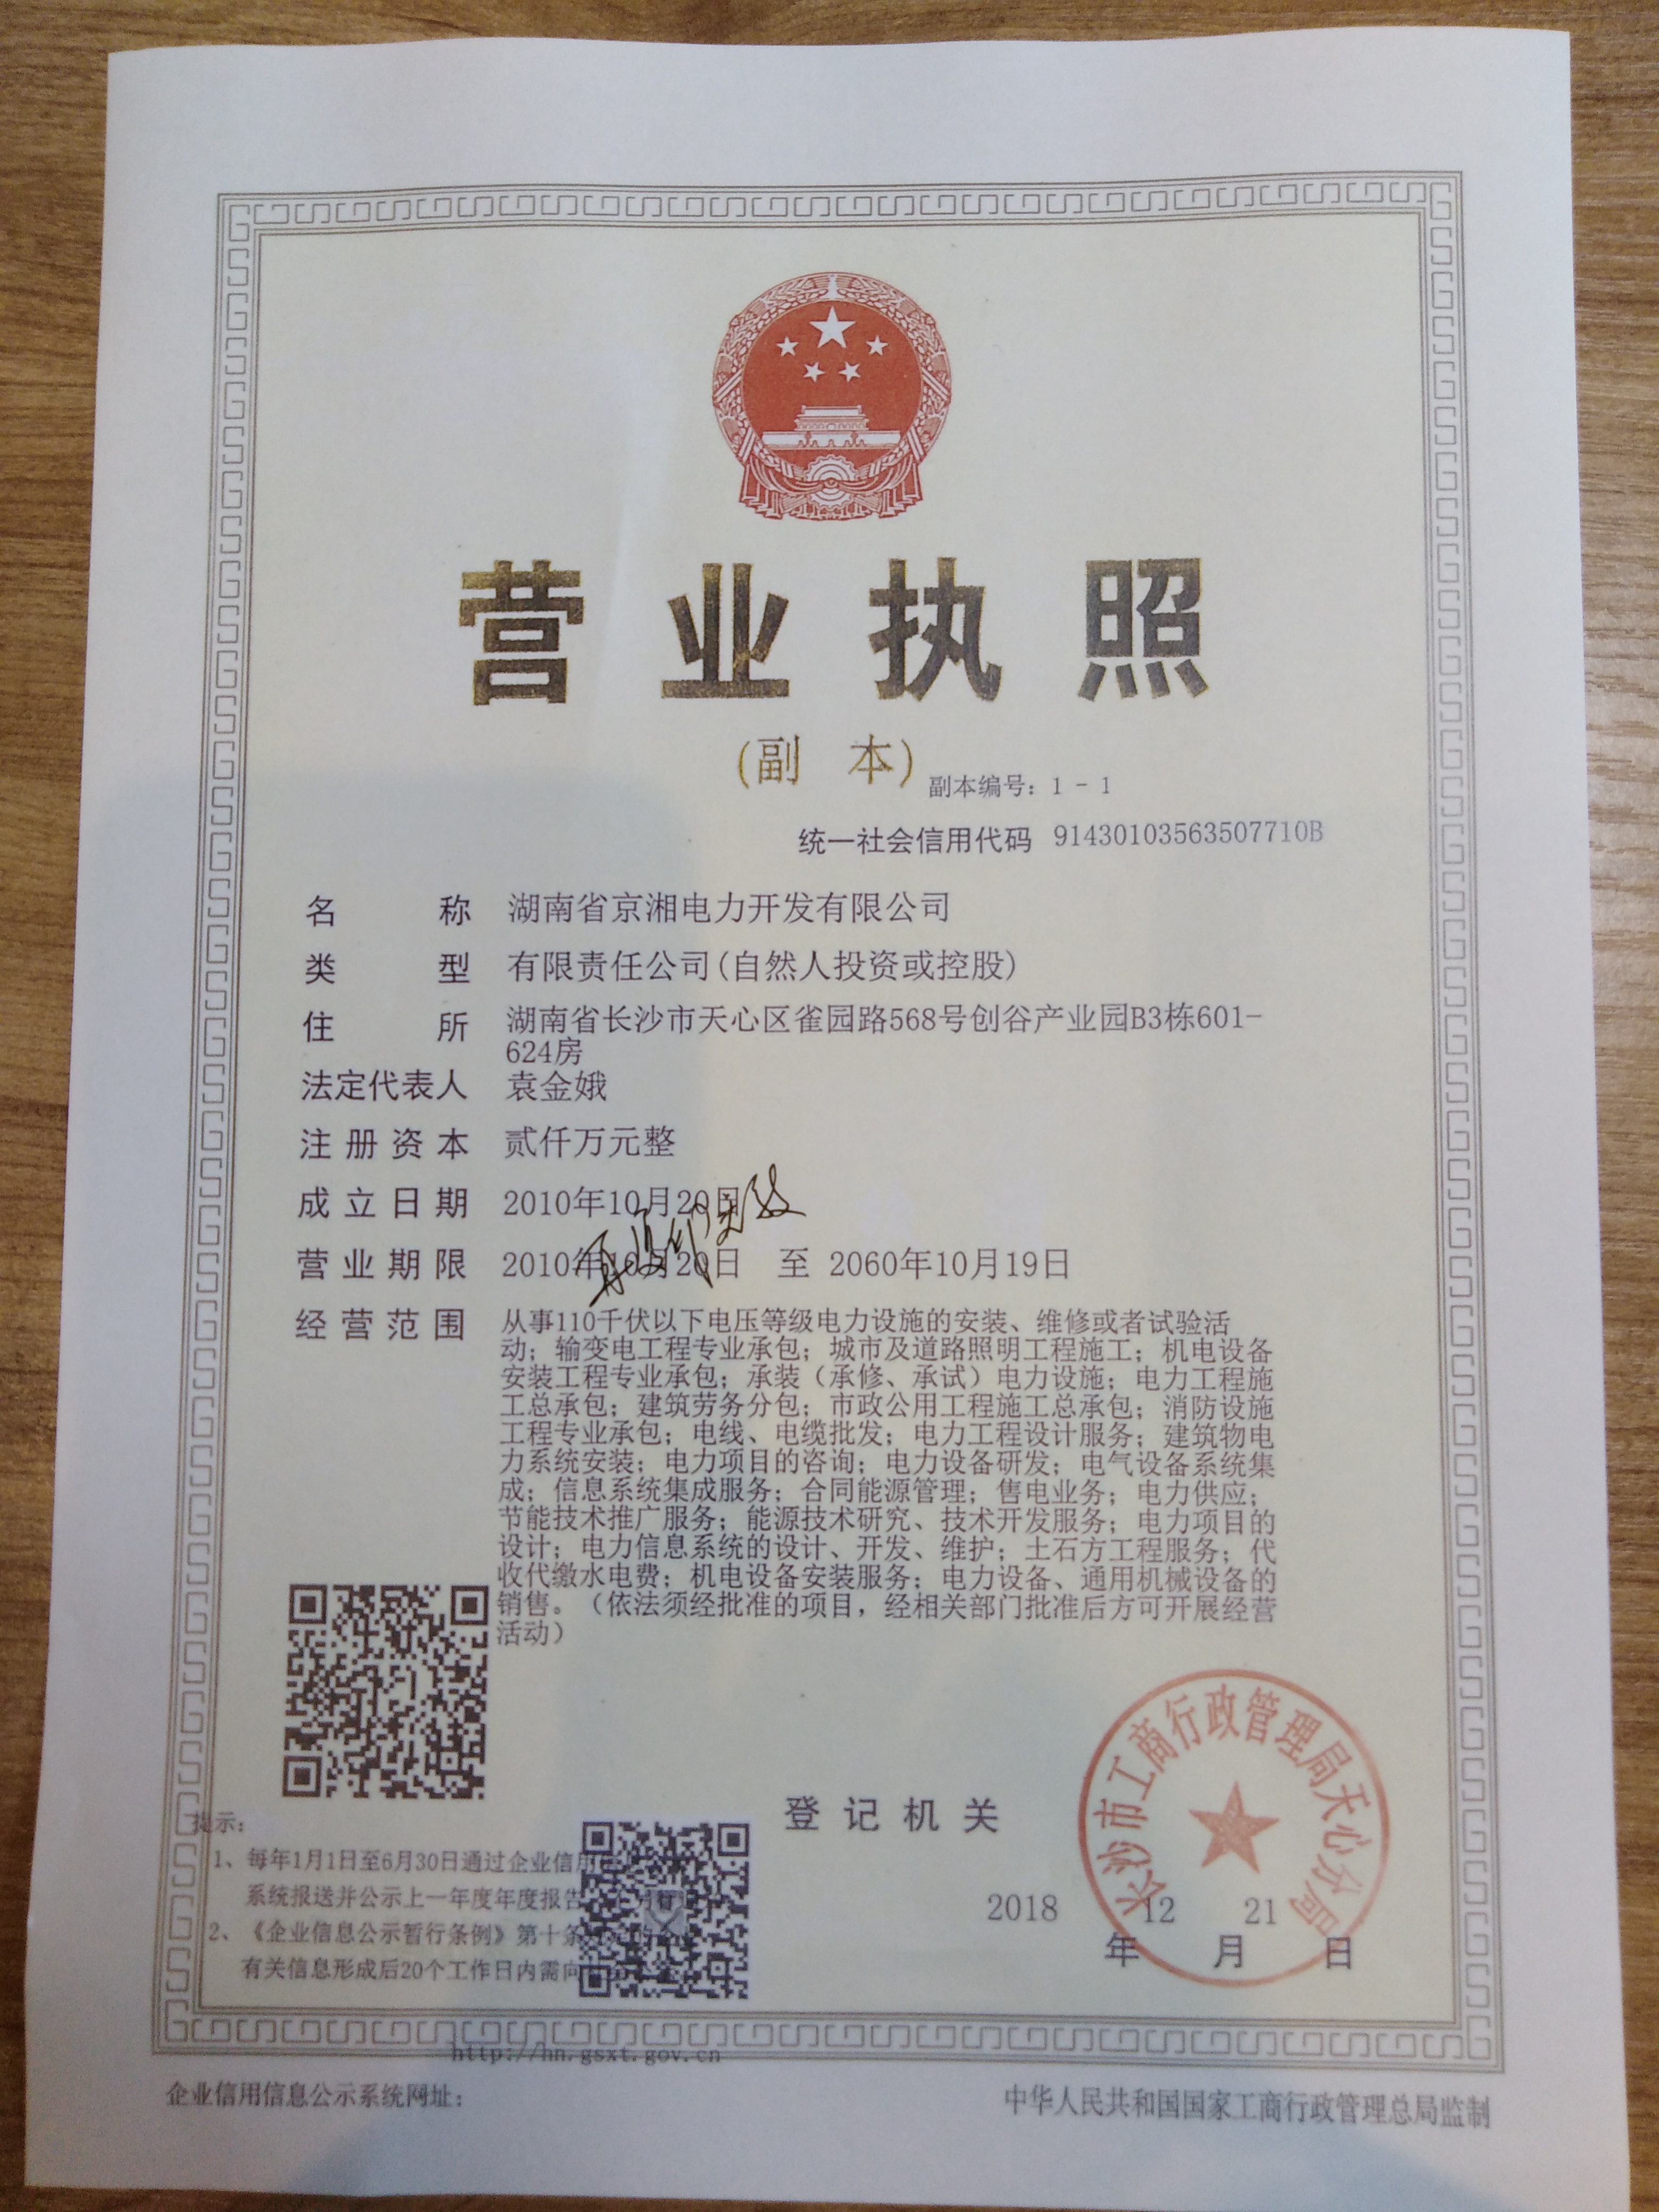 营业执照
(副 本)
副本编号：1 - 1
统一社会信用代码 91430103563507710B
名 称 湖南省京湘电力开发有限公司
类 型 有限责任公司(自然人投资或控股)
住 所 湖南省长沙市天心区雀园路568号创谷产业园B3栋601-
624房
法定代表人 袁金娥
注册资本 贰仟万元整
成立日期 2010年10月20日
营业期限 2010年10月20日 至 2060年10月19日
经营范围 从事110千伏以下电压等级电力设施的安装、维修或者试验活
动；输变电工程专业承包；城市及道路照明工程施工；机电设备
安装工程专业承包；承装（承修、承试）电力设施；电力工程施
工总承包；建筑劳务分包；市政公用工程施工总承包；消防设施
工程专业承包；电线、电缆批发；电力工程设计服务；建筑物电
力系统安装；电力项目的咨询；电力设备研发；电气设备系统集
成；信息系统集成服务；合同能源管理；售电业务；电力供应；
节能技术推广服务；能源技术研究、技术开发服务；电力项目的
设计；电力信息系统的设计、开发、维护；土石方工程服务；代
收代缴水电费；机电设备安装服务；电力设备、通用机械设备的
销售。（依法须经批准的项目，经相关部门批准后方可开展经营
活动）
登记机关
长沙市工商行政管理局天心分局
2018 12 21
年 月 日
提示：
1、每年1月1日至6月30日通过企业信用
系统报送并公示上一年度年度报告
2、《企业信息公示暂行条例》第十条
有关信息形成后20个工作日内需向
http://hn.gsxt.gov.cn
企业信用信息公示系统网址：
中华人民共和国国家工商行政管理总局监制